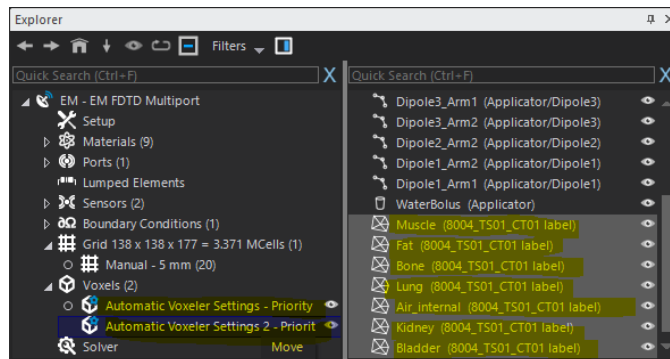 Explorer
Filters
Quick Search (Ctrl+F)
EM - EM FDTD Multiport
Setup
Materials (9)
Ports (1)
Lumped Elements
Sensors (2)
∂Ω Boundary Conditions (1)
Grid 138 x 138 x 177 = 3.371 MCells (1)
Manual - 5 mm (20)
Voxels (2)
Automatic Voxeler Settings - Priority
Automatic Voxeler Settings 2 - Priorit
Solver Move
Quick Search (Ctrl+F)
Dipole3_Arm1 (Applicator/Dipole3)
Dipole3_Arm2 (Applicator/Dipole3)
Dipole2_Arm2 (Applicator/Dipole2)
Dipole1_Arm2 (Applicator/Dipole1)
Dipole1_Arm1 (Applicator/Dipole1)
WaterBolus (Applicator)
Muscle (8004_TS01_CT01 label)
Fat (8004_TS01_CT01 label)
Bone (8004_TS01_CT01 label)
Lung (8004_TS01_CT01 label)
Air_internal (8004_TS01_CT01 label)
Kidney (8004_TS01_CT01 label)
Bladder (8004_TS01_CT01 label)